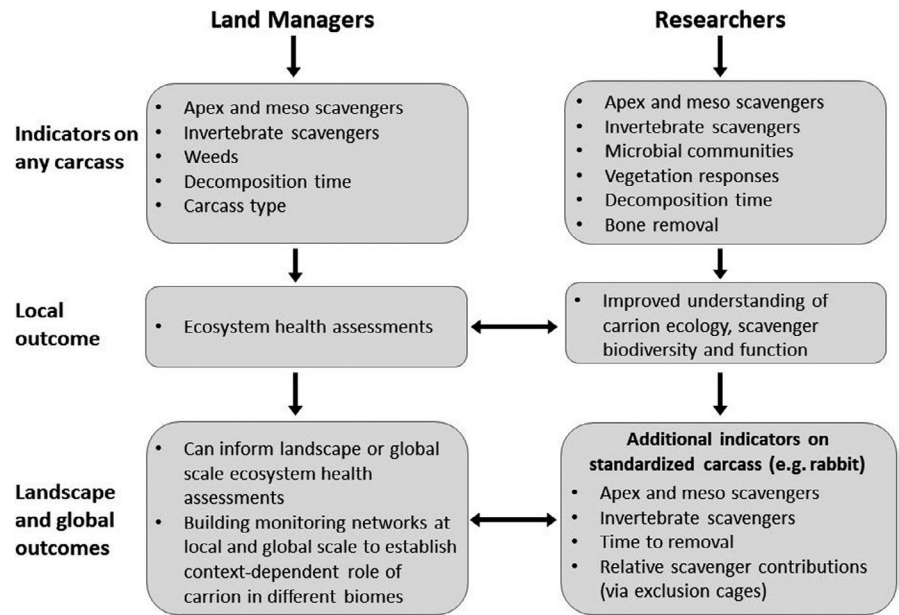 Land Managers
Researchers
Indicators on
any carcass
• Apex and meso scavengers
• Invertebrate scavengers
• Weeds
• Decomposition time
• Carcass type
• Apex and meso scavengers
• Invertebrate scavengers
• Microbial communities
• Vegetation responses
• Decomposition time
• Bone removal
Local
outcome
• Ecosystem health assessments
• Improved understanding of
carrion ecology, scavenger
biodiversity and function
Landscape
and global
outcomes
• Can inform landscape or global
scale ecosystem health
assessments
• Building monitoring networks at
local and global scale to establish
context-dependent role of
carrion in different biomes
Additional indicators on
standardized carcass (e.g. rabbit)
• Apex and meso scavengers
• Invertebrate scavengers
• Time to removal
• Relative scavenger contributions
(via exclusion cages)